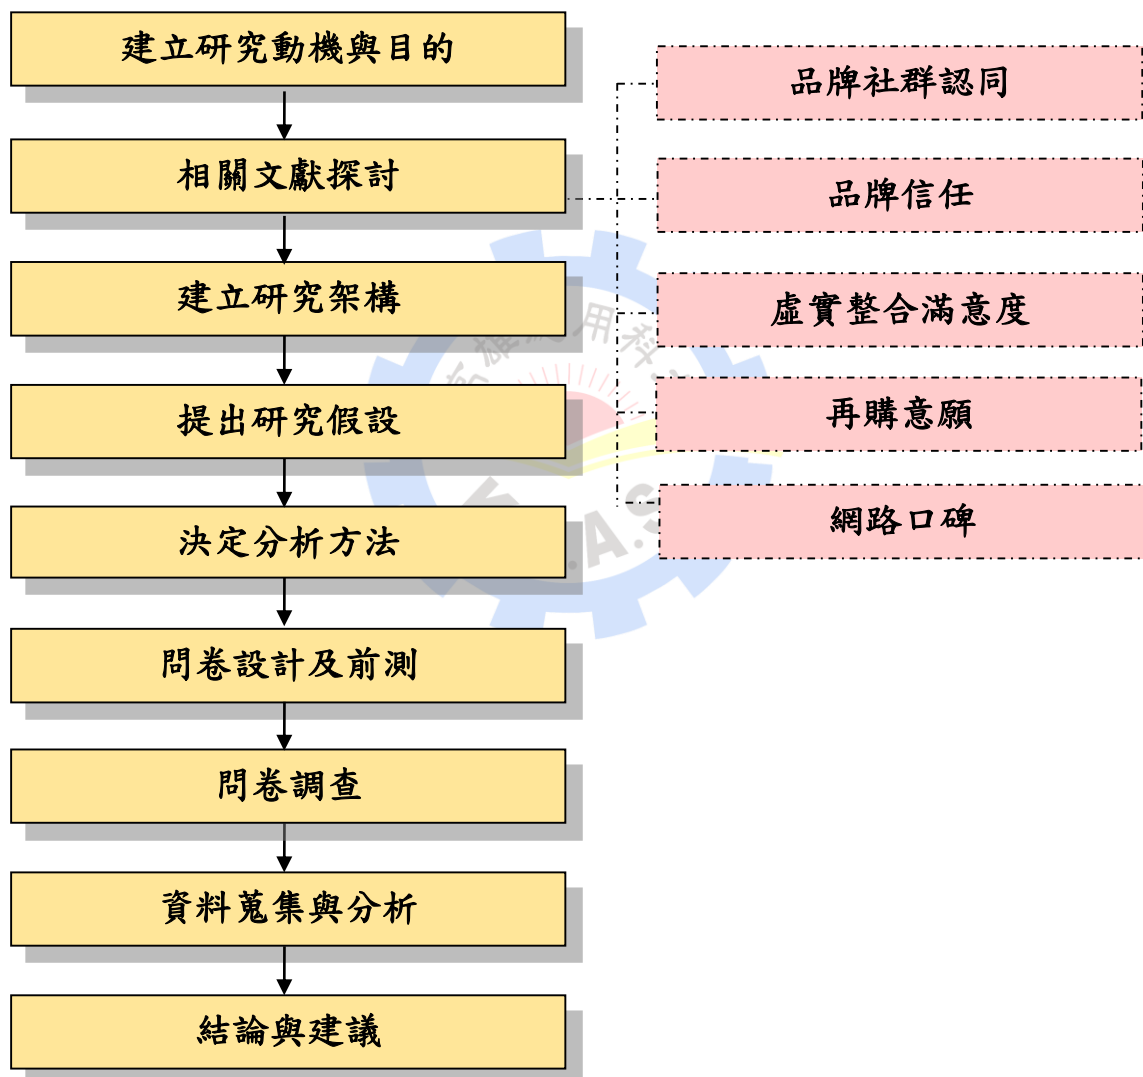 建立研究動機與目的
相關文獻探討
建立研究架構
提出研究假設
決定分析方法
問卷設計及前測
問卷調查
資料蒐集與分析
結論與建議
品牌社群認同
品牌信任
虛實整合滿意度
再購意願
網路口碑